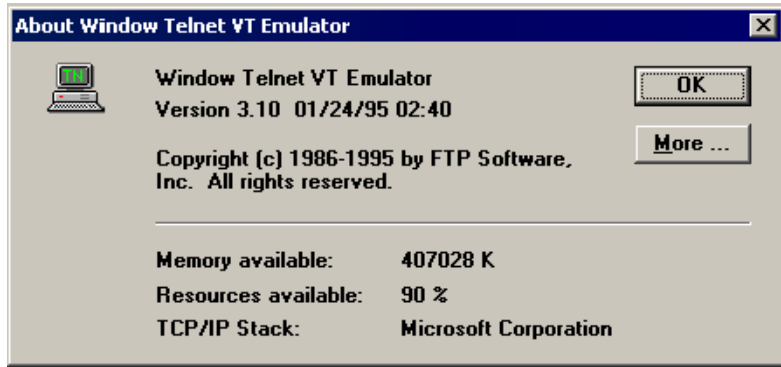 About Window Telnet VT Emulator
TN
Window Telnet VT Emulator
Version 3.10 01/24/95 02:40
OK
More ...
Copyright (c) 1986-1995 by FTP Software,
Inc. All rights reserved.
Memory available: 407028 K
Resources available: 90 %
TCP/IP Stack: Microsoft Corporation